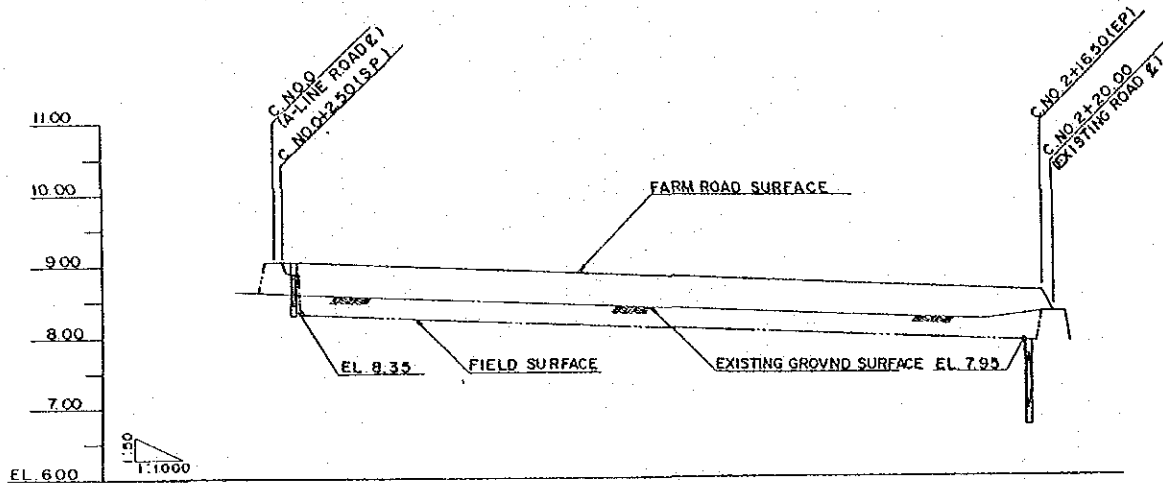 C. NO.0
(A-LINE ROAD ℄)
C. NO.0+2.50(S.P.)
C.NO.2+16.50(EP)
C.NO.2+20.00
(EXISTING ROAD ℄)
11.00
10.00
9.00
8.00
7.00
EL.6.00
FARM ROAD SURFACE
EL.8.35
FIELD SURFACE
EXISTING GROVND SURFACE
EL.7.95
1:50
1:1000